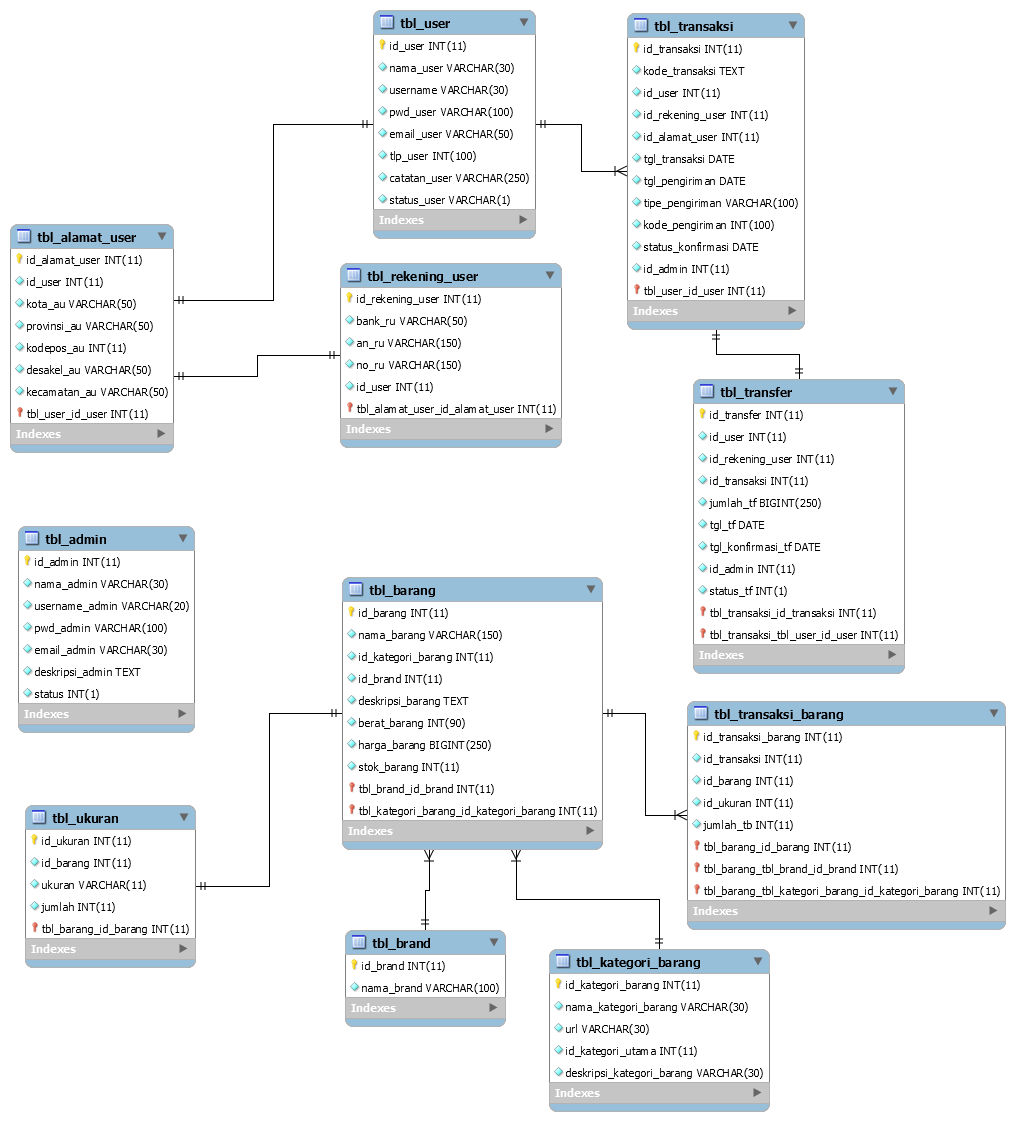 tbl_user
id_user INT(11)
nama_user VARCHAR(30)
username VARCHAR(30)
pwd_user VARCHAR(100)
email_user VARCHAR(50)
tlp_user INT(100)
catatan_user VARCHAR(250)
status_user VARCHAR(1)
Indexes
tbl_transaksi
id_transaksi INT(11)
kode_transaksi TEXT
id_user INT(11)
id_rekening_user INT(11)
id_alamat_user INT(11)
tgl_transaksi DATE
tgl_pengiriman DATE
tipe_pengiriman VARCHAR(100)
kode_pengiriman INT(100)
status_konfirmasi DATE
id_admin INT(11)
tbl_user_id_user INT(11)
Indexes
tbl_alamat_user
id_alamat_user INT(11)
id_user INT(11)
kota_au VARCHAR(50)
provinsi_au VARCHAR(50)
kodepos_au INT(11)
desakel_au VARCHAR(50)
kecamatan_au VARCHAR(50)
tbl_user_id_user INT(11)
Indexes
tbl_rekening_user
id_rekening_user INT(11)
bank_ru VARCHAR(50)
an_ru VARCHAR(150)
no_ru VARCHAR(150)
id_user INT(11)
tbl_alamat_user_id_alamat_user INT(11)
Indexes
tbl_transfer
id_transfer INT(11)
id_user INT(11)
id_rekening_user INT(11)
id_transaksi INT(11)
jumlah_tf BIGINT(250)
tgl_tf DATE
tgl_konfirmasi_tf DATE
id_admin INT(11)
status_tf INT(1)
tbl_transaksi_id_transaksi INT(11)
tbl_transaksi_tbl_user_id_user INT(11)
Indexes
tbl_admin
id_admin INT(11)
nama_admin VARCHAR(30)
username_admin VARCHAR(20)
pwd_admin VARCHAR(100)
email_admin VARCHAR(30)
deskripsi_admin TEXT
status INT(1)
Indexes
tbl_barang
id_barang INT(11)
nama_barang VARCHAR(150)
id_kategori_barang INT(11)
id_brand INT(11)
deskripsi_barang TEXT
berat_barang INT(90)
harga_barang BIGINT(250)
stok_barang INT(11)
tbl_brand_id_brand INT(11)
tbl_kategori_barang_id_kategori_barang INT(11)
Indexes
tbl_transaksi_barang
id_transaksi_barang INT(11)
id_transaksi INT(11)
id_barang INT(11)
id_ukuran INT(11)
jumlah_tb INT(11)
tbl_barang_id_barang INT(11)
tbl_barang_tbl_brand_id_brand INT(11)
tbl_barang_tbl_kategori_barang_id_kategori_barang INT(11)
Indexes
tbl_ukuran
id_ukuran INT(11)
id_barang INT(11)
ukuran VARCHAR(11)
jumlah INT(11)
tbl_barang_id_barang INT(11)
Indexes
tbl_brand
id_brand INT(11)
nama_brand VARCHAR(100)
Indexes
tbl_kategori_barang
id_kategori_barang INT(11)
nama_kategori_barang VARCHAR(30)
url VARCHAR(30)
id_kategori_utama INT(11)
deskripsi_kategori_barang VARCHAR(30)
Indexes